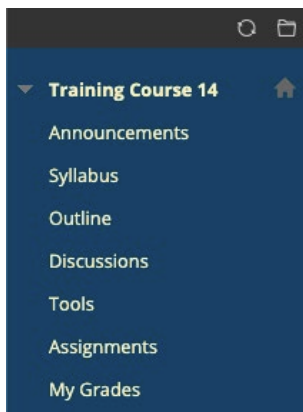 Training Course 14
Announcements
Syllabus
Outline
Discussions
Tools
Assignments
My Grades